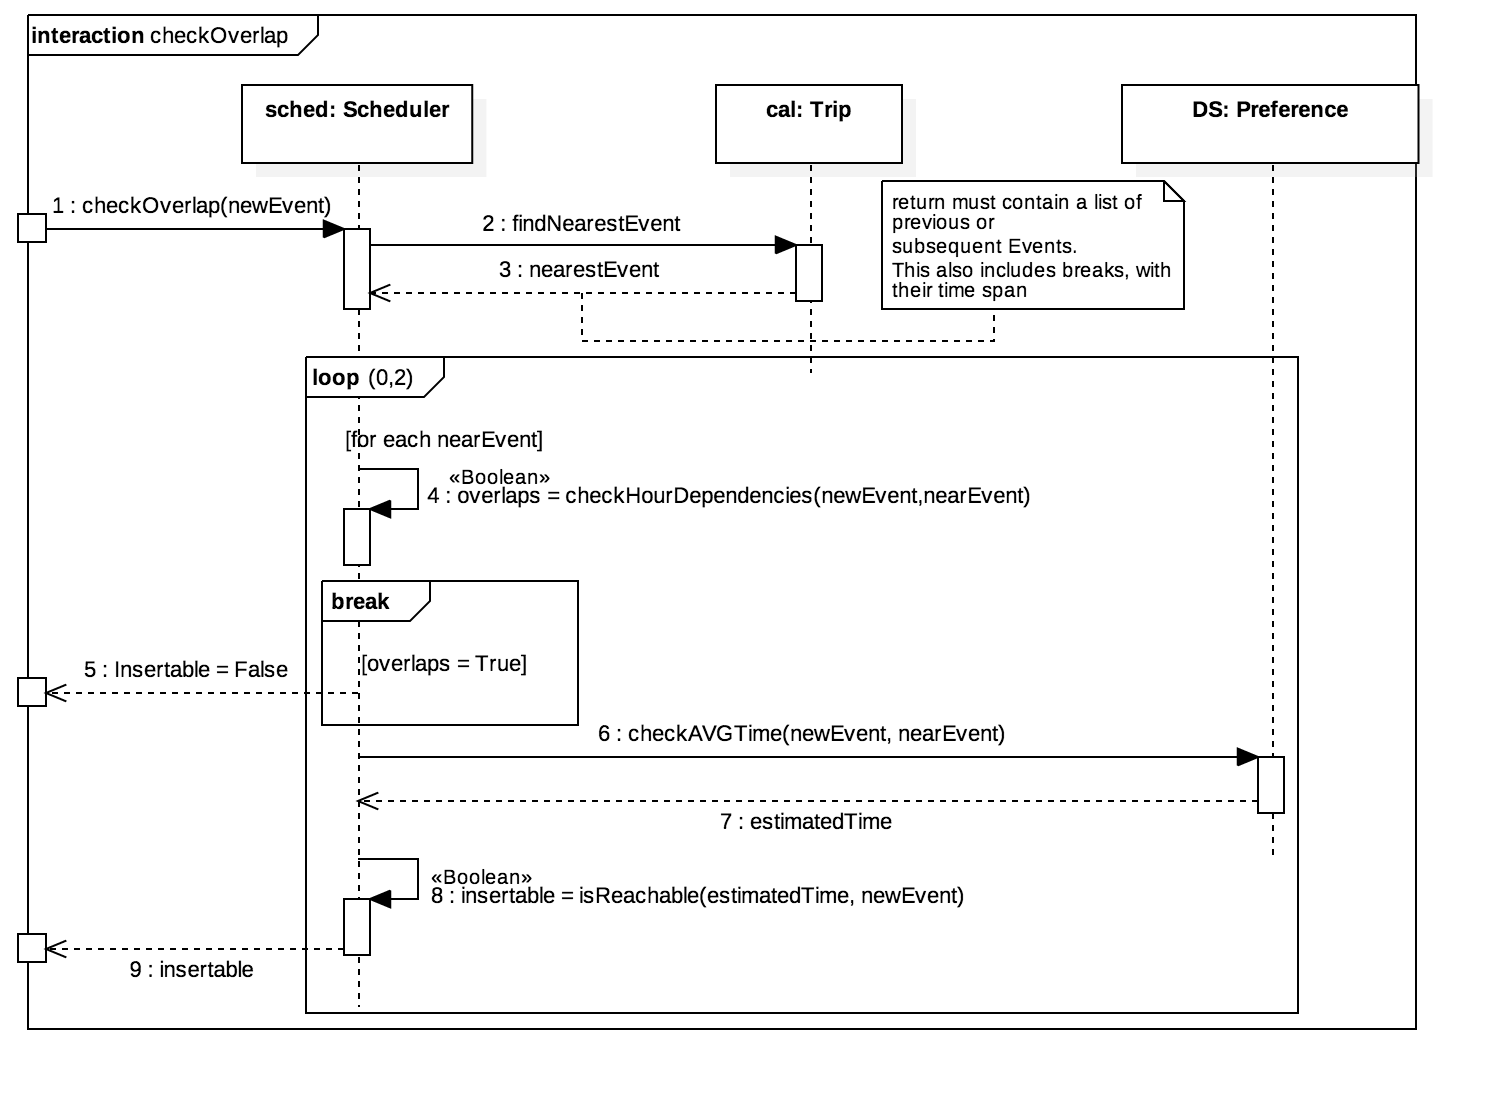 interaction checkOverlap
sched: Scheduler
cal: Trip
DS: Preference
1 : checkOverlap(newEvent)
2 : findNearestEvent
3 : nearestEvent
return must contain a list of
previous or
subsequent Events.
This also includes breaks, with
their time span
loop (0,2)
[for each nearEvent]
«Boolean»
4 : overlaps = checkHourDependencies(newEvent,nearEvent)
break
[overlaps = True]
5 : Insertable = False
6 : checkAVGTime(newEvent, nearEvent)
7 : estimatedTime
«Boolean»
8 : insertable = isReachable(estimatedTime, newEvent)
9 : insertable